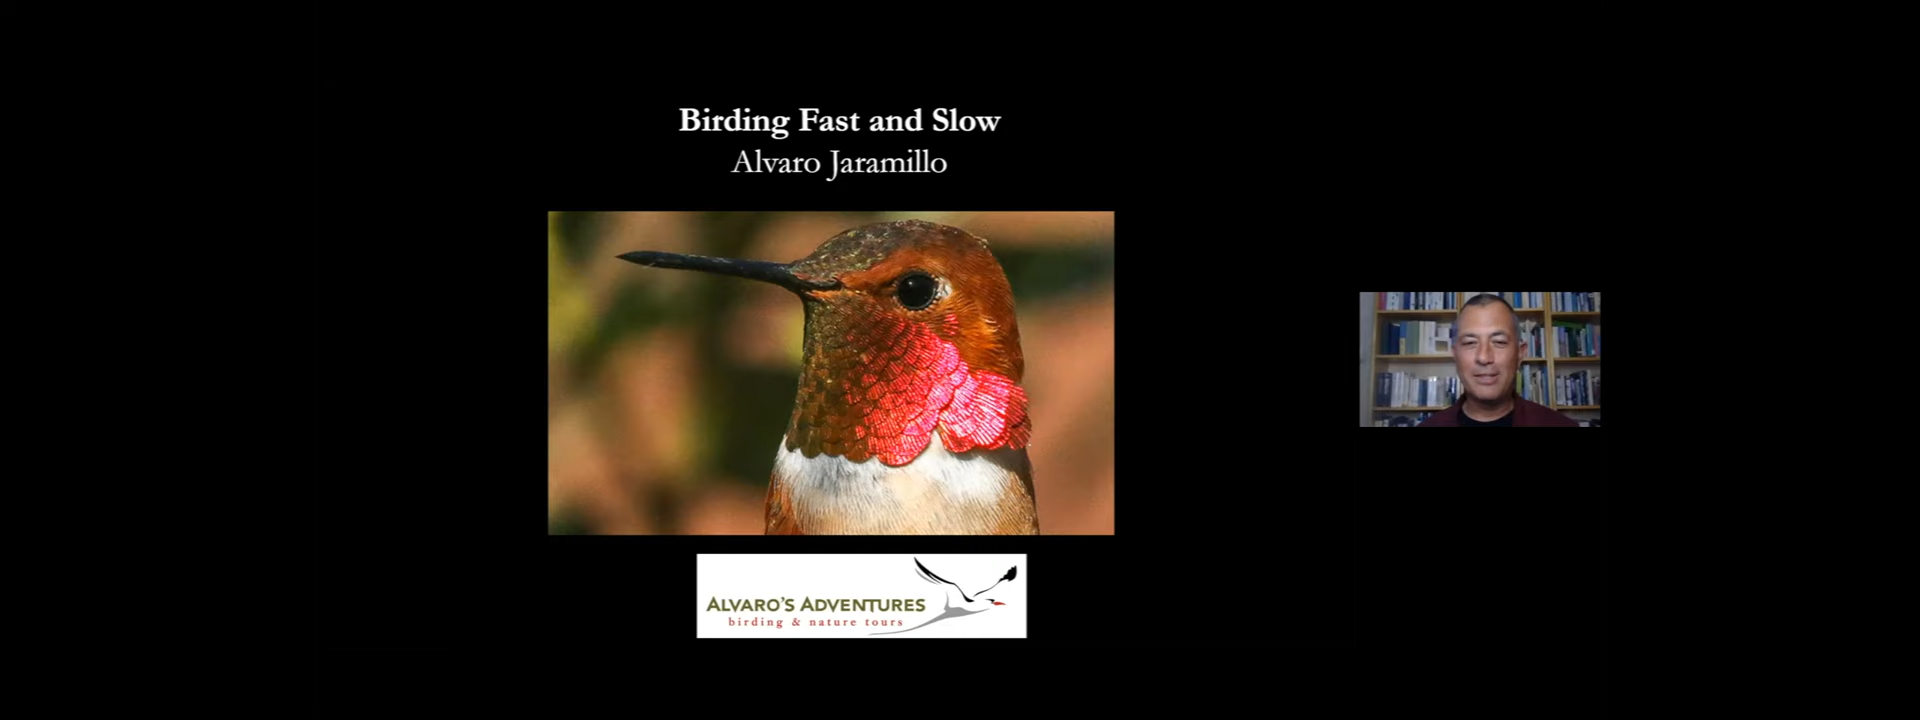 Birding Fast and Slow
Alvaro Jaramillo
ALVARO'S ADVENTURES
birding & nature tours